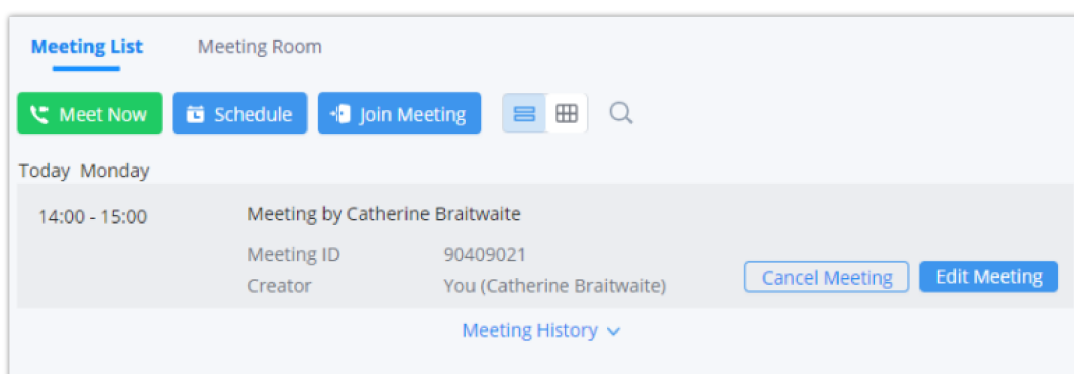 Meeting List Meeting Room
Meet Now Schedule Join Meeting
Today Monday
14:00 - 15:00 Meeting by Catherine Braitwaite
Meeting ID 90409021
Creator You (Catherine Braitwaite) Cancel Meeting Edit Meeting
Meeting History